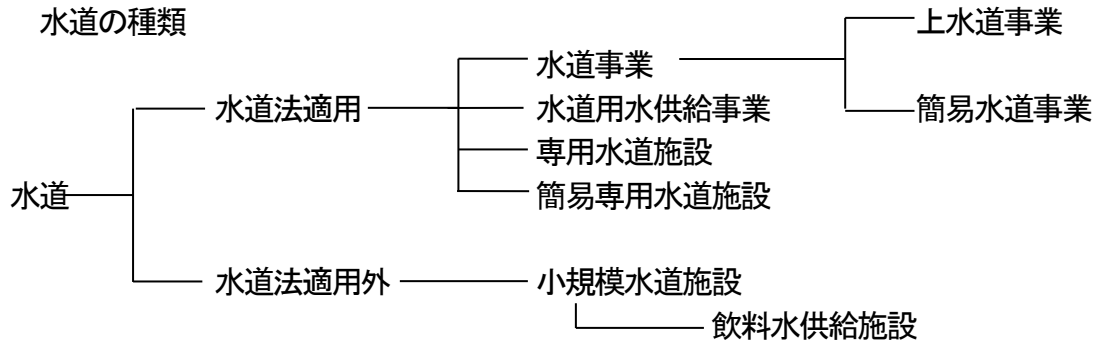 水道の種類
上水道事業
水道事業
水道法適用
水道用水供給事業
簡易水道事業
専用水道施設
水道
簡易専用水道施設
水道法適用外
小規模水道施設
飲料水供給施設